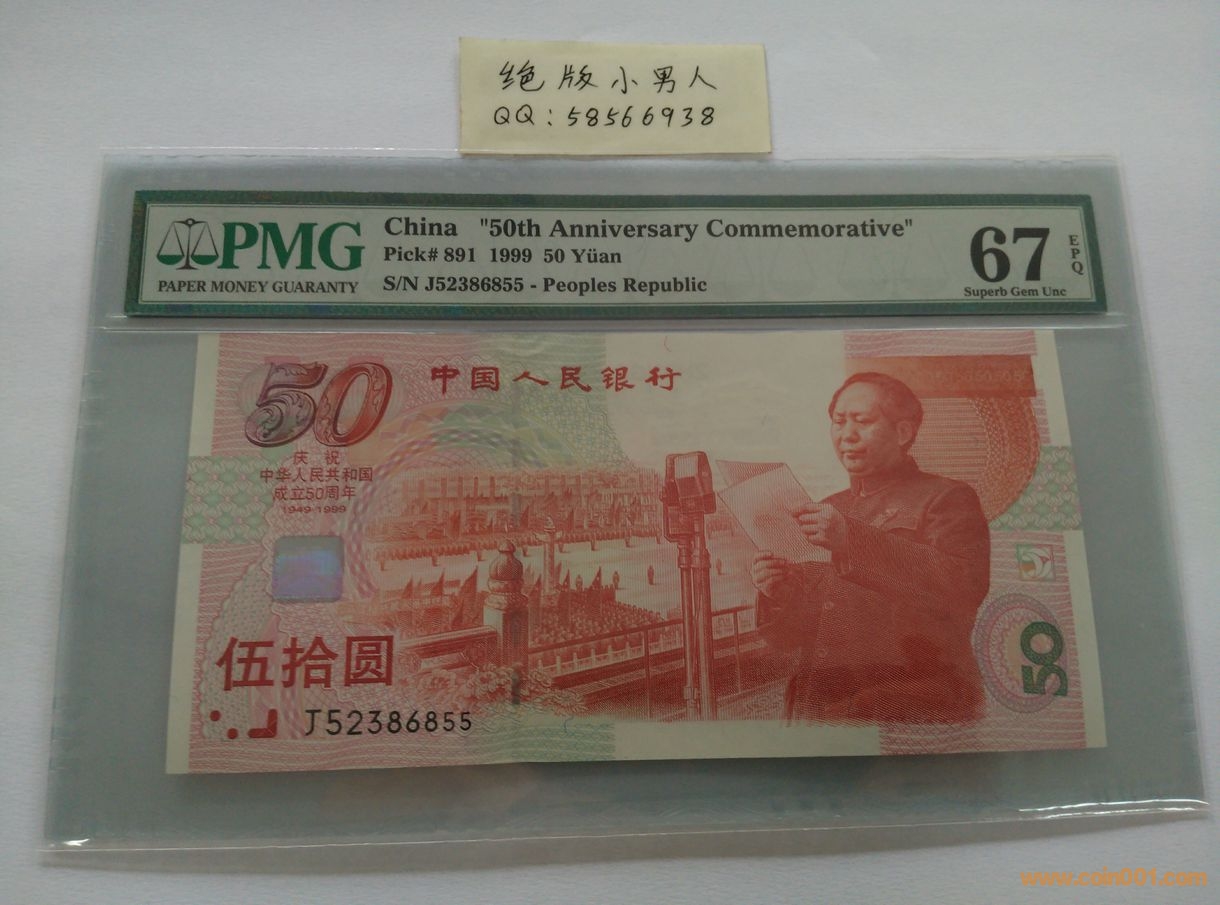 绝版小男人
QQ:58566938
PMG
PAPER MONEY GUARANTY
China "50th Anniversary Commemorative"
Pick# 891 1999 50 Yüan
S/N J52386855 - Peoples Republic
67
EPQ
Superb Gem Unc
50
中国人民银行
庆祝
中华人民共和国
成立50周年
1949-1999
伍拾圆
J52386855
50
www.coin001.com